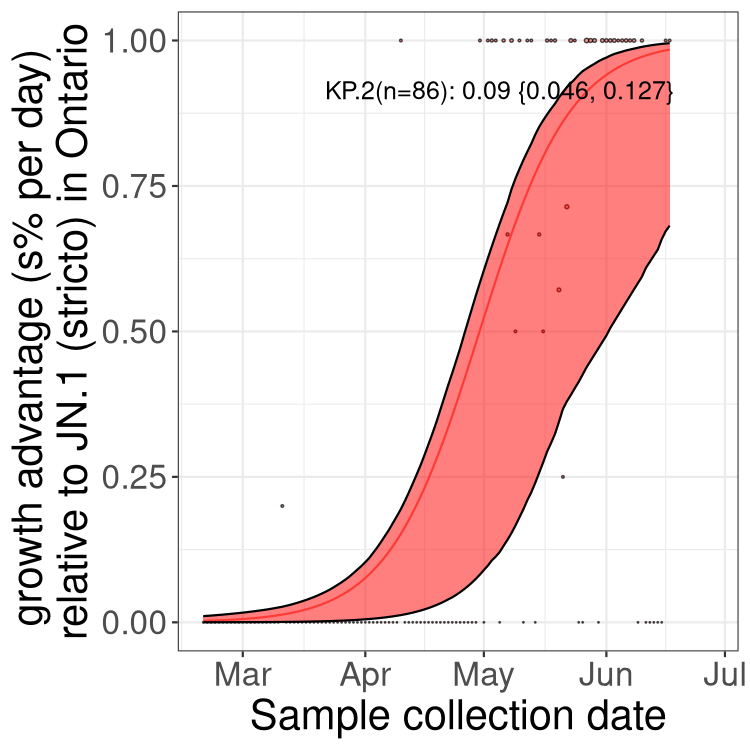 growth advantage (s% per day)
relative to JN.1 (stricto) in Ontario
1.00
0.75
0.50
0.25
0.00
KP.2(n=86): 0.09 {0.046, 0.127}
Mar Apr May Jun Jul
Sample collection date